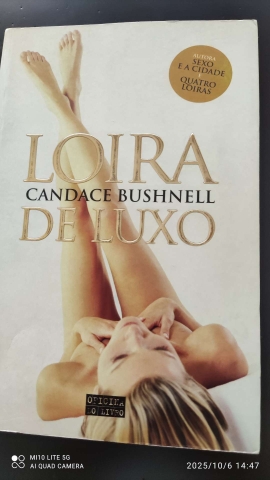 AUTORA
SEXO
E A CIDADE
E
QUATRO
LOIRAS
LOIRA
CANDACE BUSHNELL
DE LUXO
OFICINA
DO LIVRO
MI10 LITE 5G
AI QUAD CAMERA
2025/10/6 14:47